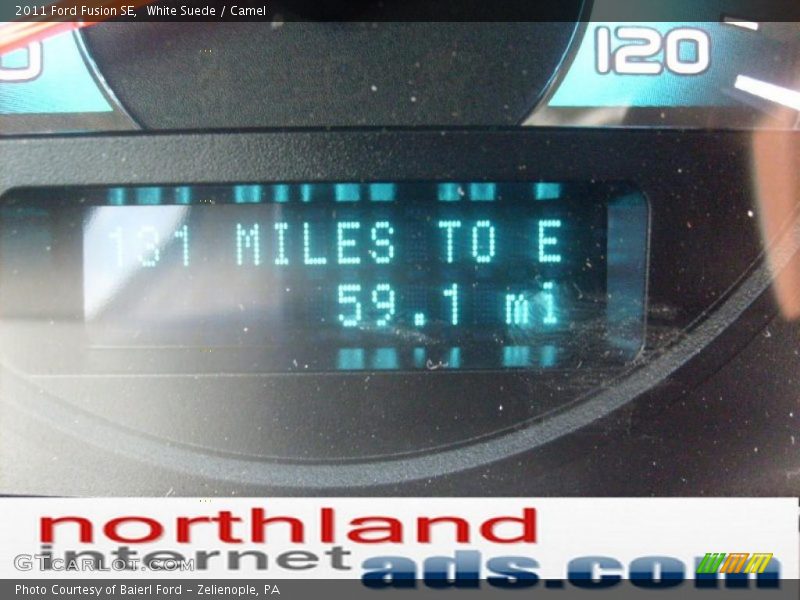 2011 Ford Fusion SE,  White Suede / Camel
0
120
131 MILES TO E
59.1 mi
northland
internet
ads.com
GTCARLOT.COM
Photo Courtesy of Baierl Ford - Zelienople, PA